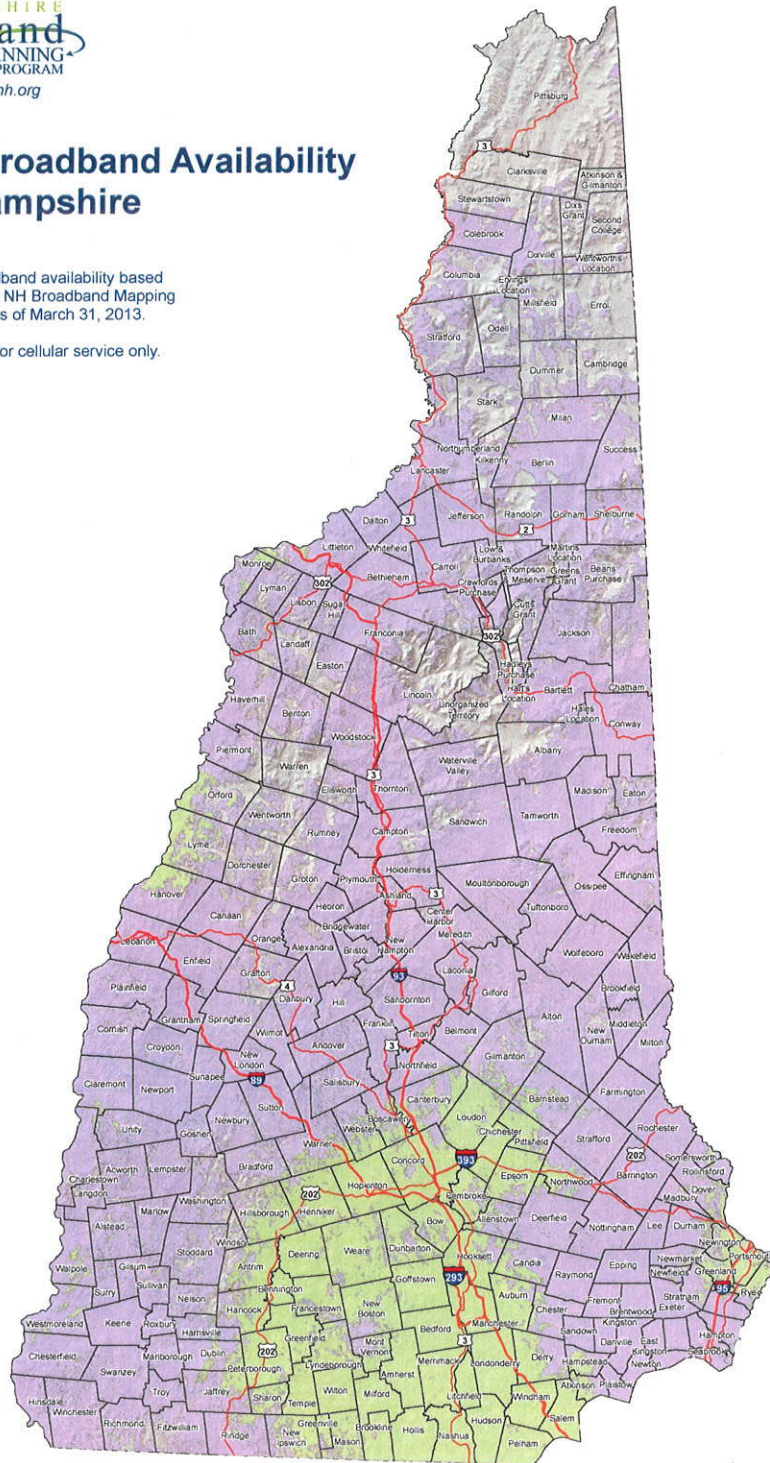 HIRE
and
NNING
PROGRAM
nh.org
roadband Availability
ampshire
band availability based
NH Broadband Mapping
s of March 31, 2013.
or cellular service only.
Pittsburg
3
Clarksville
Atkinson &
Gilmanton
Stewartstown
Dixs
Grant
Second
College
Colebrook
Dixville
Wentworths
Location
Columbia
Ervings
Location
Millsfield
Errol
Stratford
Odell
Dummer
Cambridge
Stark
Milan
Northumberland
Kilkenny
Success
Berlin
Lancaster
Dalton
3
Jefferson
Randolph
Gorham
Shelburne
2
Littleton
Whitefield
Monroe
Carroll
Low &
Burbanks
Martins
Location
Bethlehem
Thompson
& Meserve
Greens
Grant
Beans
Purchase
302
Crawfords
Purchase
Lyman
Lisbon
Sugar
Hill
Cutts
Grant
Bath
Franconia
302
Jackson
Landaff
Easton
Hadleys
Purchase
Lincoln
Hart's
Location
Bartlett
Chatham
Haverhill
Benton
Unorganized
Territory
Hales
Location
Conway
Woodstock
Piermont
Warren
Waterville
Valley
Albany
3
Orford
Ellsworth
Thornton
Madison
Eaton
Wentworth
Sandwich
Tamworth
Rumney
Campton
Freedom
Lyme
Dorchester
Groton
Plymouth
Holderness
Effingham
Hanover
Ashland
3
Moultonborough
Ossipee
Hebron
Tuftonboro
Canaan
Center
Harbor
Bridgewater
Lebanon
Orange
Alexandria
Bristol
New
Hampton
Meredith
Wolfeboro
Wakefield
Enfield
Grafton
93
Laconia
Plainfield
4
Danbury
Hill
Sanbornton
Gilford
Brookfield
Grantham
Springfield
Alton
Cornish
Franklin
Tilton
Belmont
New
Durham
Middleton
Croydon
Wilmot
Andover
3
Milton
Northfield
Gilmanton
Claremont
Newport
Sunapee
New
London
89
Salisbury
Canterbury
Barnstead
Farmington
Sutton
Newbury
Boscawen
Loudon
Unity
Goshen
Webster
Chichester
Pittsfield
Strafford
Rochester
Warner
Concord
393
202
Somersworth
Acworth
Lempster
Bradford
Rollinsford
Charlestown
Langdon
Hopkinton
Epsom
Northwood
Barrington
Dover
Washington
202
Pembroke
Madbury
Hillsborough
Henniker
Alstead
Marlow
Bow
Allenstown
Deerfield
Nottingham
Lee
Durham
Windsor
Newington
Stoddard
Deering
Weare
Dunbarton
Hooksett
Portsmouth
Walpole
Gilsum
Antrim
Candia
Epping
Newmarket
Greenland
Surry
Sullivan
Bennington
Goffstown
293
Raymond
Newfields
Nelson
Auburn
Stratham
95
Rye
Hancock
Francestown
New
Boston
Chester
Fremont
Brentwood
Exeter
Westmoreland
Keene
Roxbury
Harrisville
Bedford
Manchester
Kingston
Hampton
Greenfield
3
Sandown
Danville
East
Kingston
Seabrook
Chesterfield
Marlborough
Dublin
202
Mont
Vernon
Merrimack
Londonderry
Derry
Hampstead
Newton
Swanzey
Peterborough
Lyndeborough
Amherst
Troy
Jaffrey
Sharon
Temple
Wilton
Milford
Litchfield
Windham
Atkinson
Plaistow
Hinsdale
Winchester
Richmond
Fitzwilliam
Rindge
Greenville
New
Ipswich
Mason
Brookline
Hollis
Nashua
Hudson
Salem
Pelham